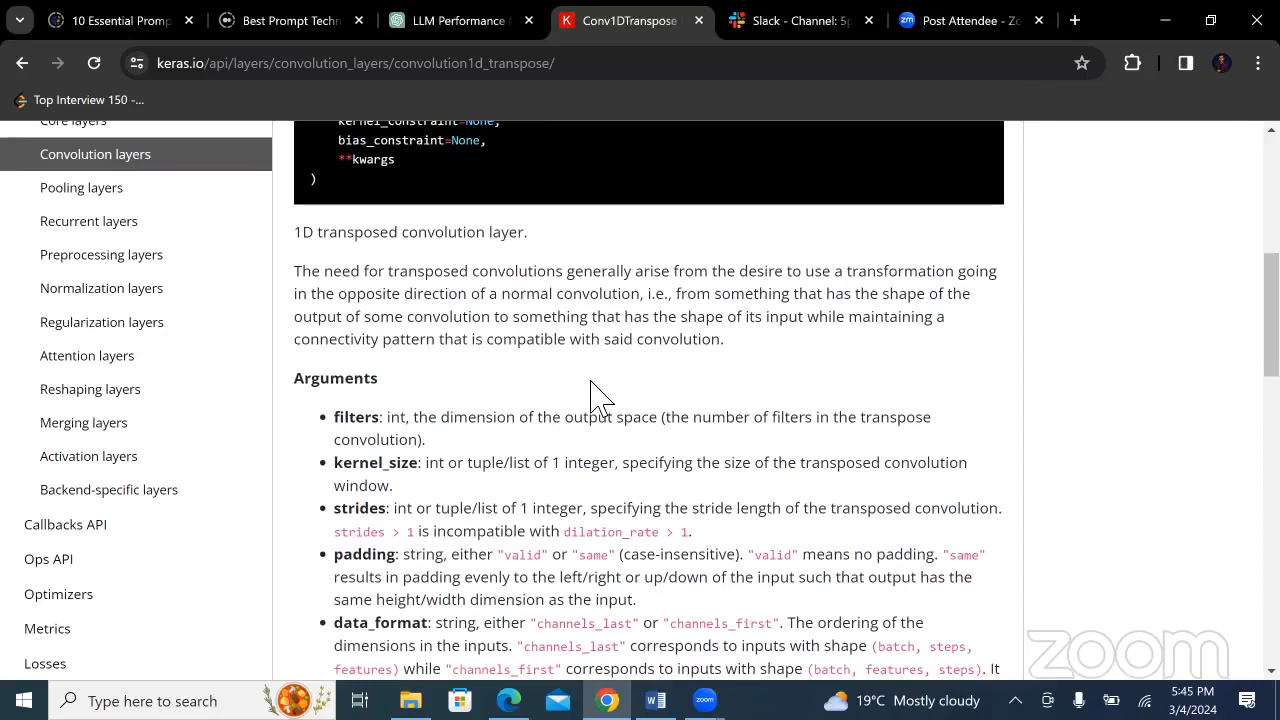 10 Essential Promp
Best Prompt Techn
LLM Performance
Conv1DTranspose
Slack - Channel: 5p
Post Attendee - Zo
keras.io/api/layers/convolution_layers/convolution1d_transpose/
Top Interview 150 -...
Core layers
Convolution layers
Pooling layers
Recurrent layers
Preprocessing layers
Normalization layers
Regularization layers
Attention layers
Reshaping layers
Merging layers
Activation layers
Backend-specific layers
Callbacks API
Ops API
Optimizers
Metrics
Losses
kernel_constraint=None,
bias_constraint=None,
**kwargs
)
1D transposed convolution layer.
The need for transposed convolutions generally arise from the desire to use a transformation going
in the opposite direction of a normal convolution, i.e., from something that has the shape of the
output of some convolution to something that has the shape of its input while maintaining a
connectivity pattern that is compatible with said convolution.
Arguments
• filters: int, the dimension of the output space (the number of filters in the transpose
convolution).
• kernel_size: int or tuple/list of 1 integer, specifying the size of the transposed convolution
window.
• strides: int or tuple/list of 1 integer, specifying the stride length of the transposed convolution.
strides > 1 is incompatible with dilation_rate > 1.
• padding: string, either "valid" or "same" (case-insensitive). "valid" means no padding. "same"
results in padding evenly to the left/right or up/down of the input such that output has the
same height/width dimension as the input.
• data_format: string, either "channels_last" or "channels_first". The ordering of the
dimensions in the inputs. "channels_last" corresponds to inputs with shape (batch, steps,
features) while "channels_first" corresponds to inputs with shape (batch, features, steps). It
zoom
Type here to search
19°C Mostly cloudy
5:45 PM
3/4/2024